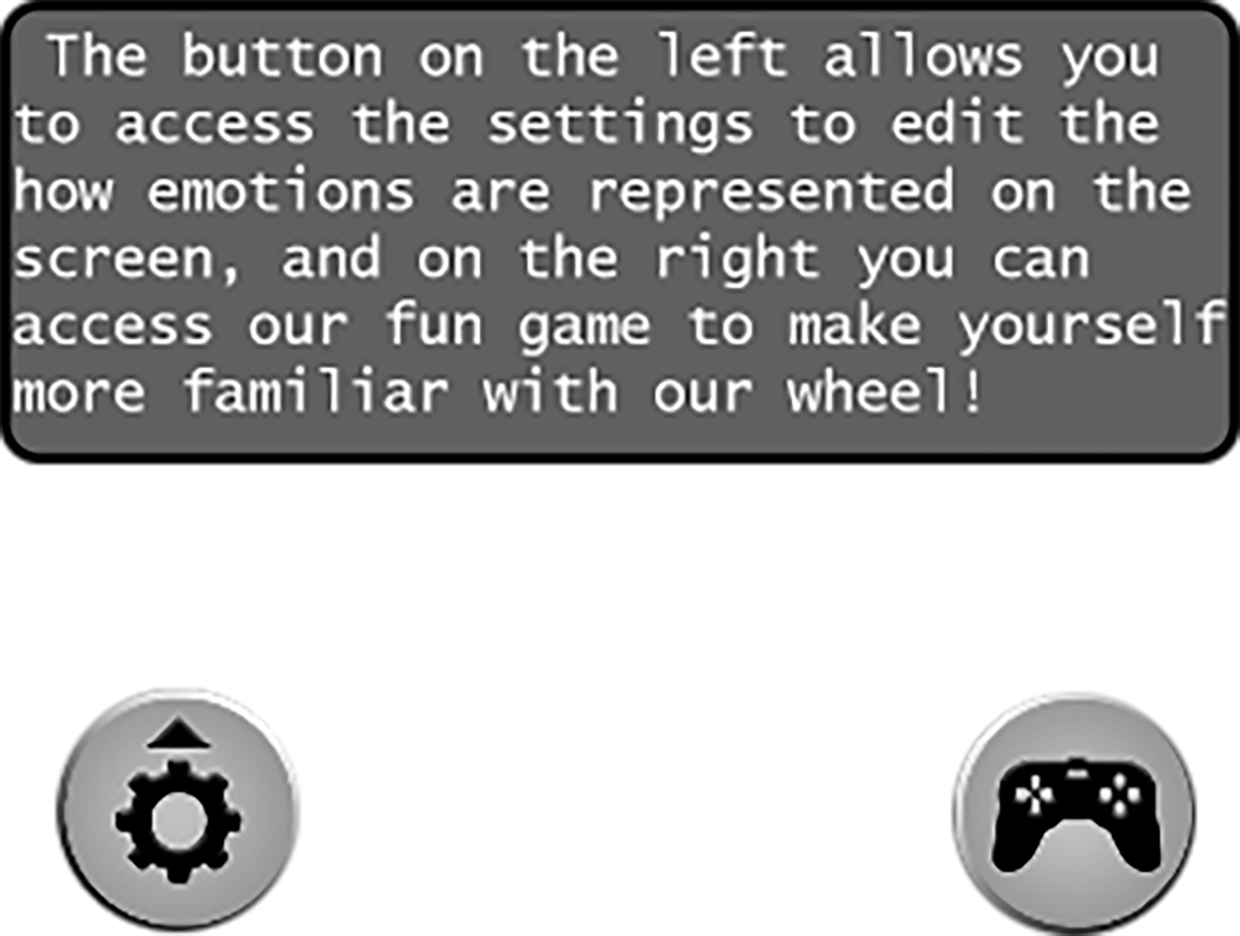 The button on the left allows you
to access the settings to edit the
how emotions are represented on the
screen, and on the right you can
access our fun game to make yourself
more familiar with our wheel!